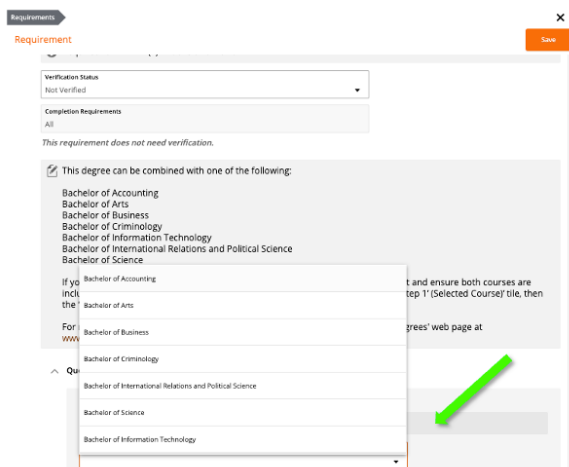 Requirements
Requirement
Save
Verification Status
Not Verified
Completion Requirements
All
This requirement does not need verification.
This degree can be combined with one of the following:
Bachelor of Accounting
Bachelor of Arts
Bachelor of Business
Bachelor of Criminology
Bachelor of Information Technology
Bachelor of International Relations and Political Science
Bachelor of Science
If yo t and ensure both courses are
inclu tep 1' (Selected Course)' tile, then
the '
For grees' web page at
www
Que
Bachelor of Accounting
Bachelor of Arts
Bachelor of Business
Bachelor of Criminology
Bachelor of International Relations and Political Science
Bachelor of Science
Bachelor of Information Technology